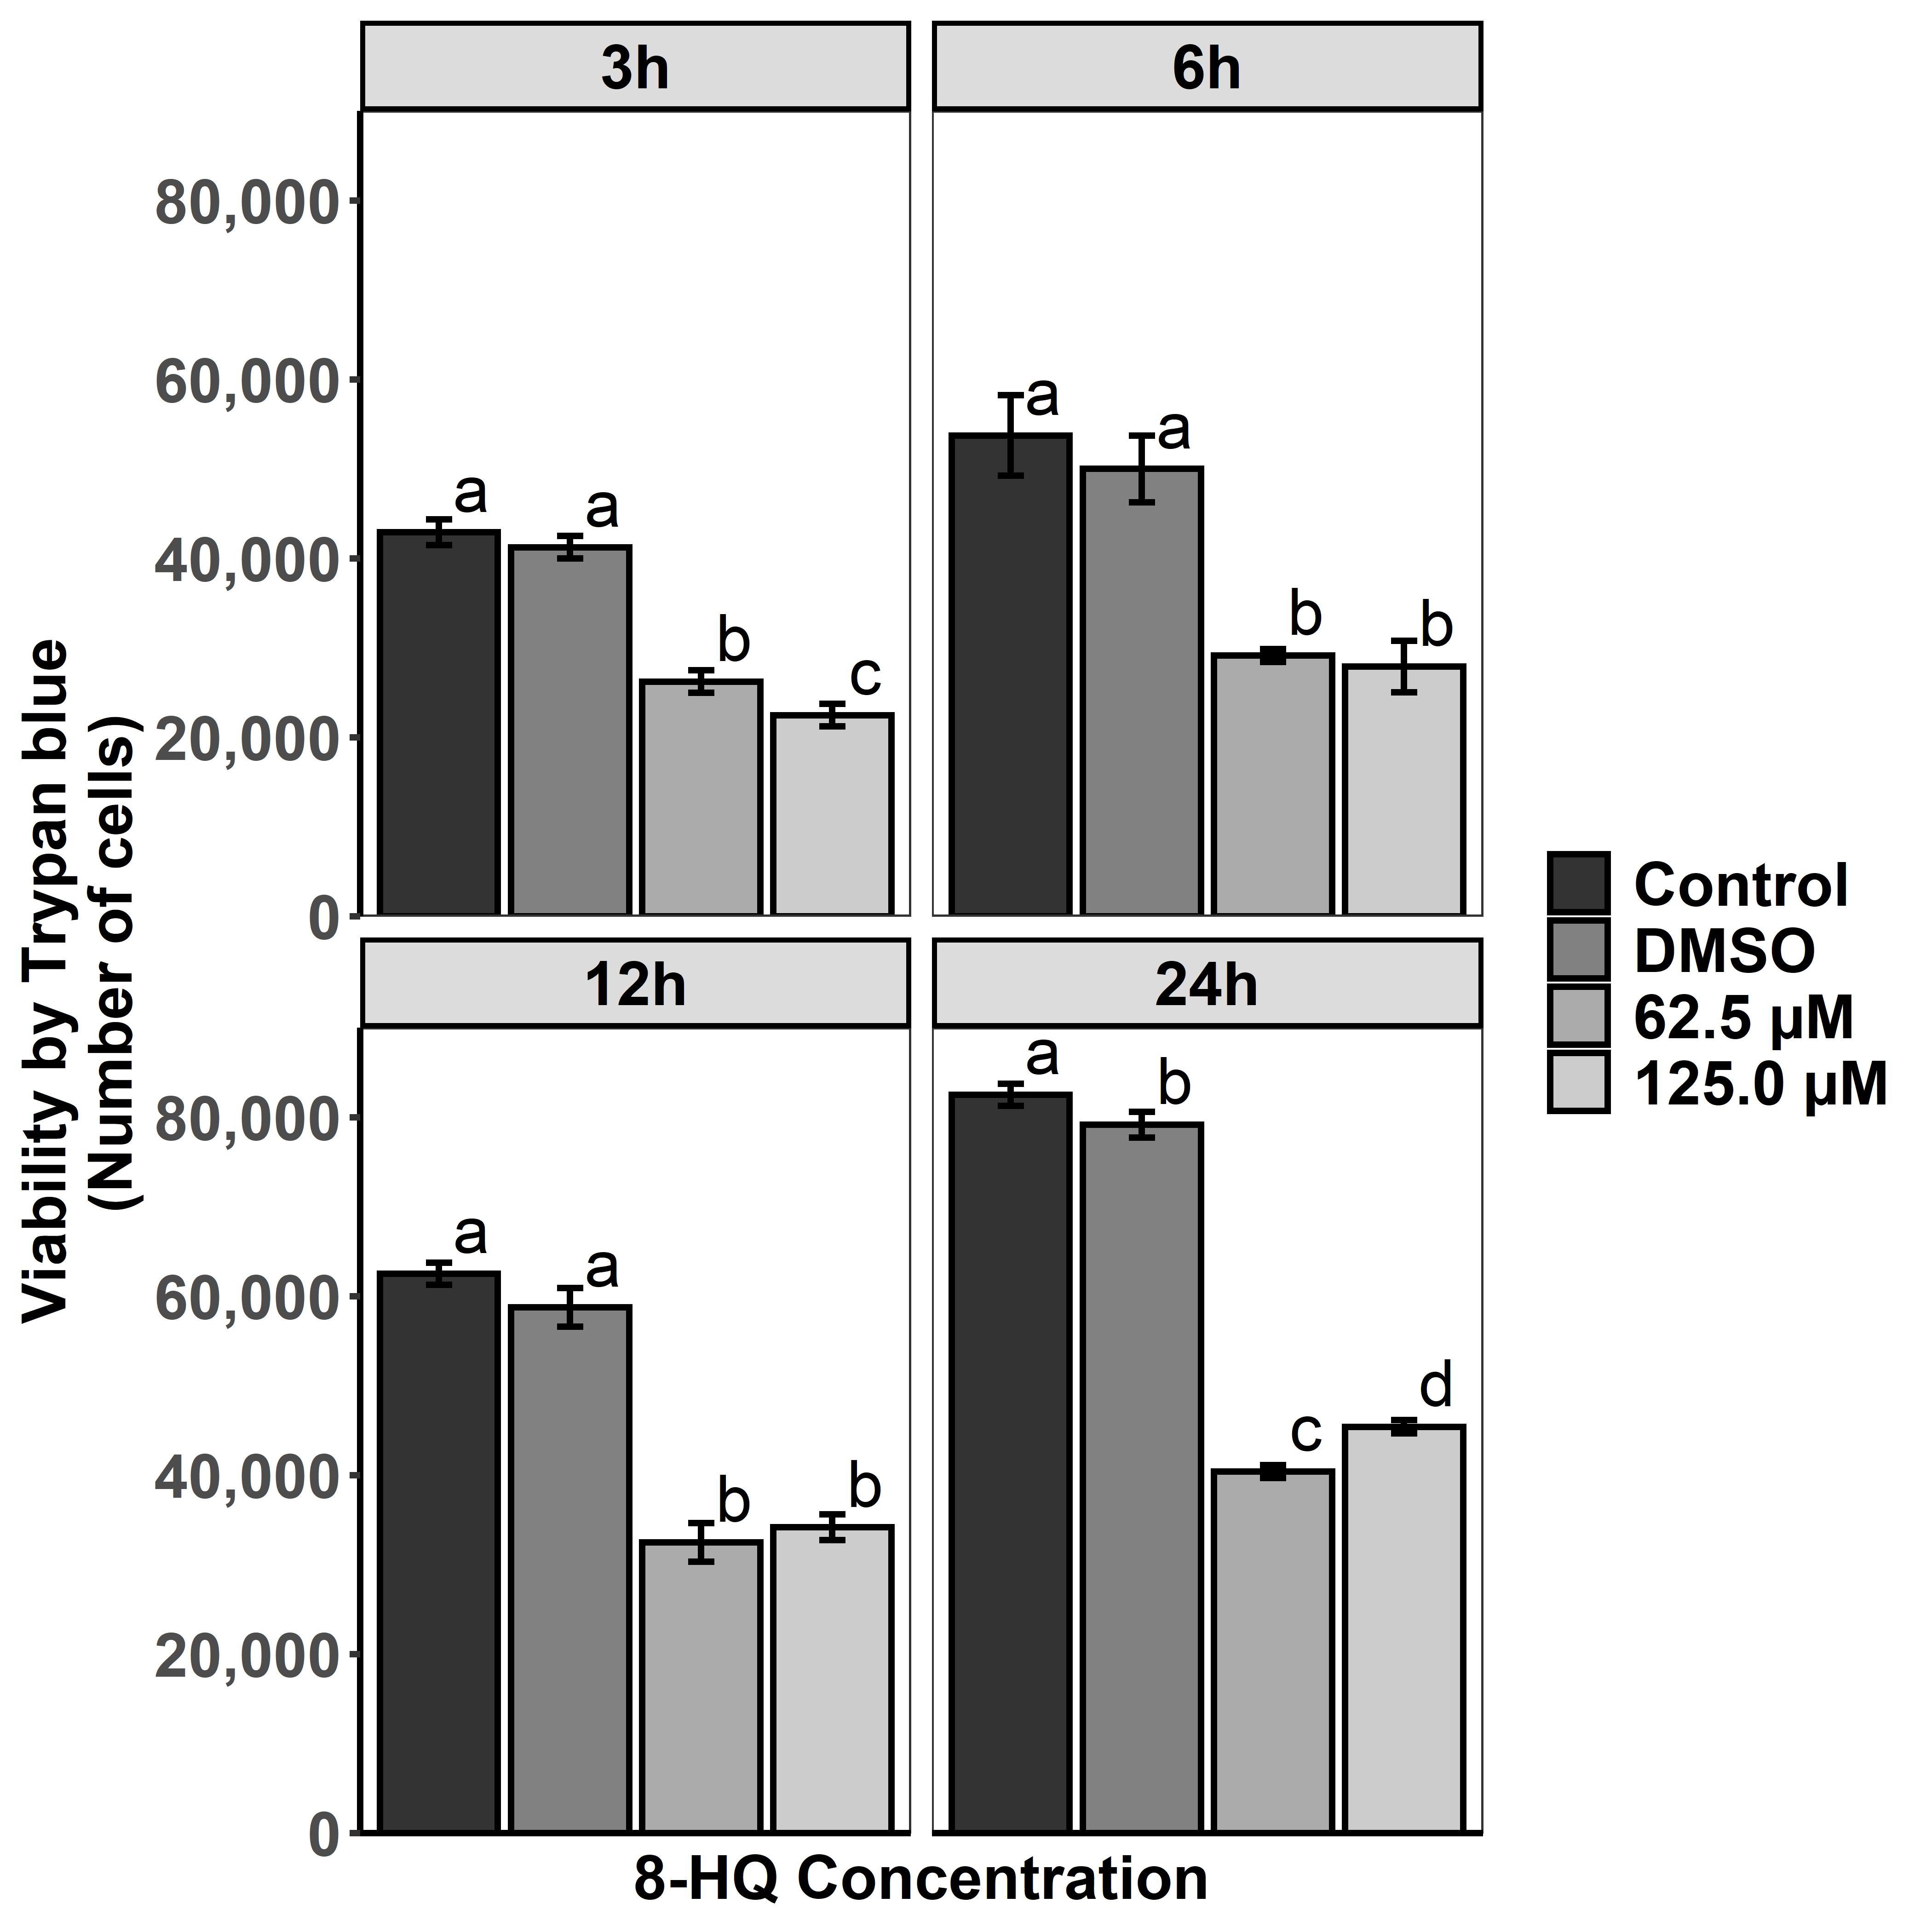 3h
6h
80,000
60,000
40,000
20,000
0
a
a
b
c
a
a
b
b
12h
24h
80,000
60,000
40,000
20,000
0
a
a
b
b
a
b
c
d
Viability by Trypan blue
(Number of cells)
8-HQ Concentration
Control
DMSO
62.5 µM
125.0 µM